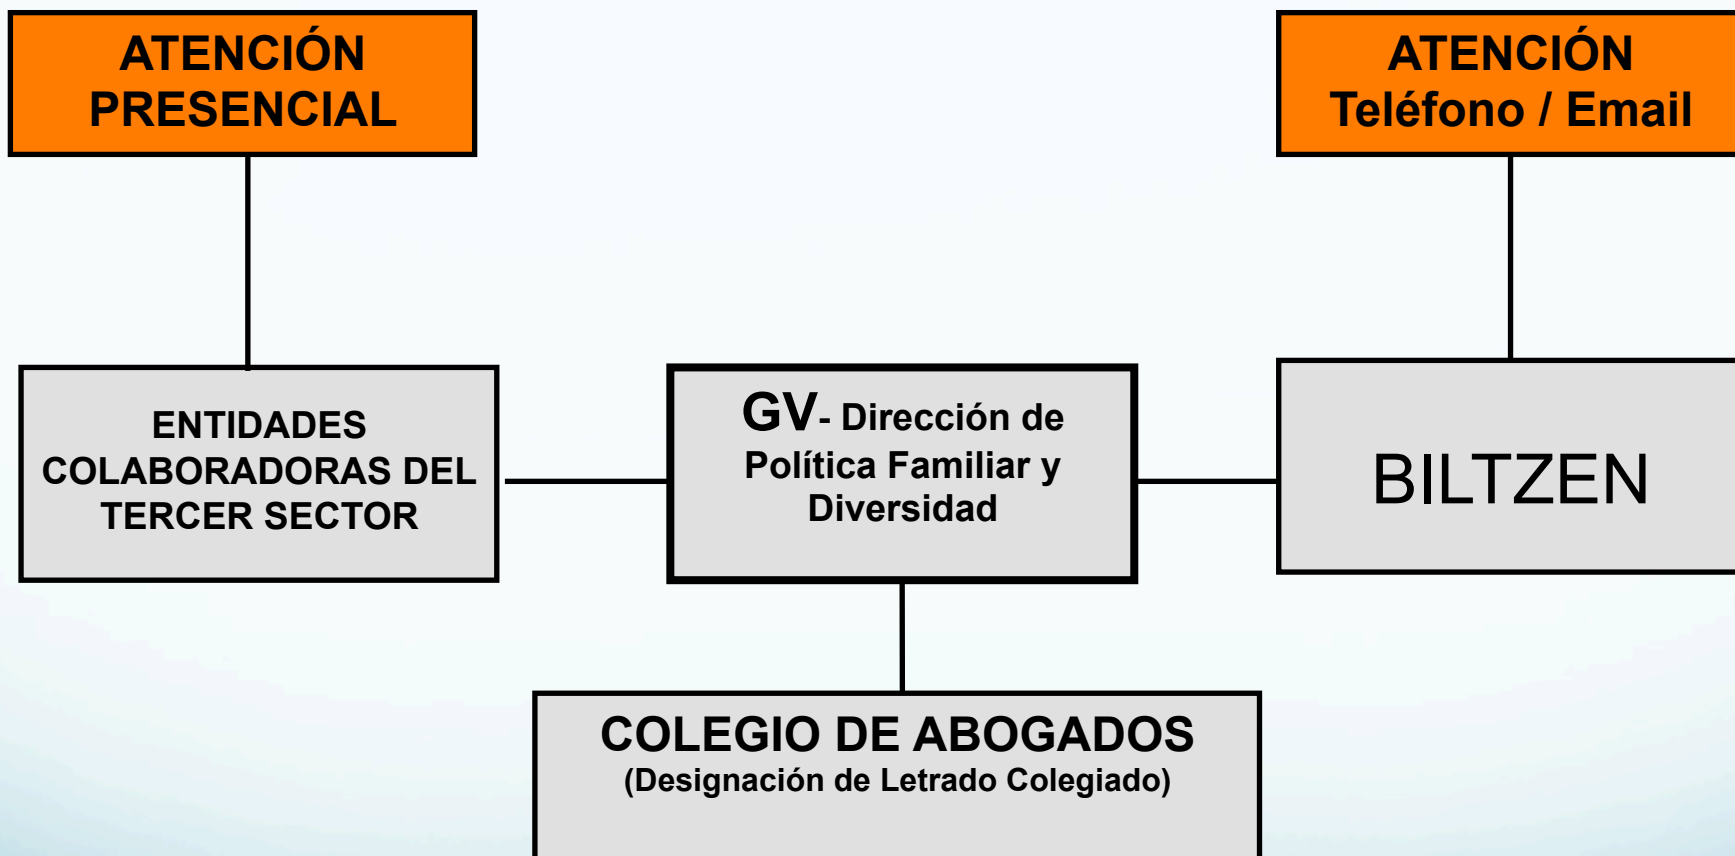 ATENCIÓN
PRESENCIAL
ATENCIÓN
Teléfono / Email
ENTIDADES
COLABORADORAS DEL
TERCER SECTOR
GV- Dirección de
Política Familiar y
Diversidad
BILTZEN
COLEGIO DE ABOGADOS
(Designación de Letrado Colegiado)